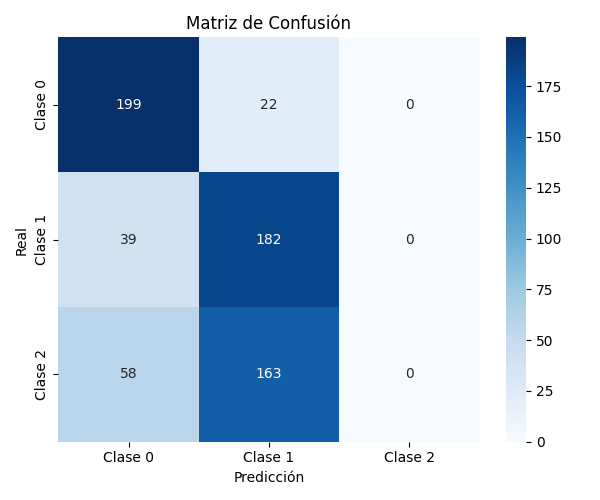 Matriz de Confusión
Real
Clase 0
199
22
0
Clase 1
39
182
0
Clase 2
58
163
0
Clase 0
Clase 1
Clase 2
Predicción
175
150
125
100
75
50
25
0